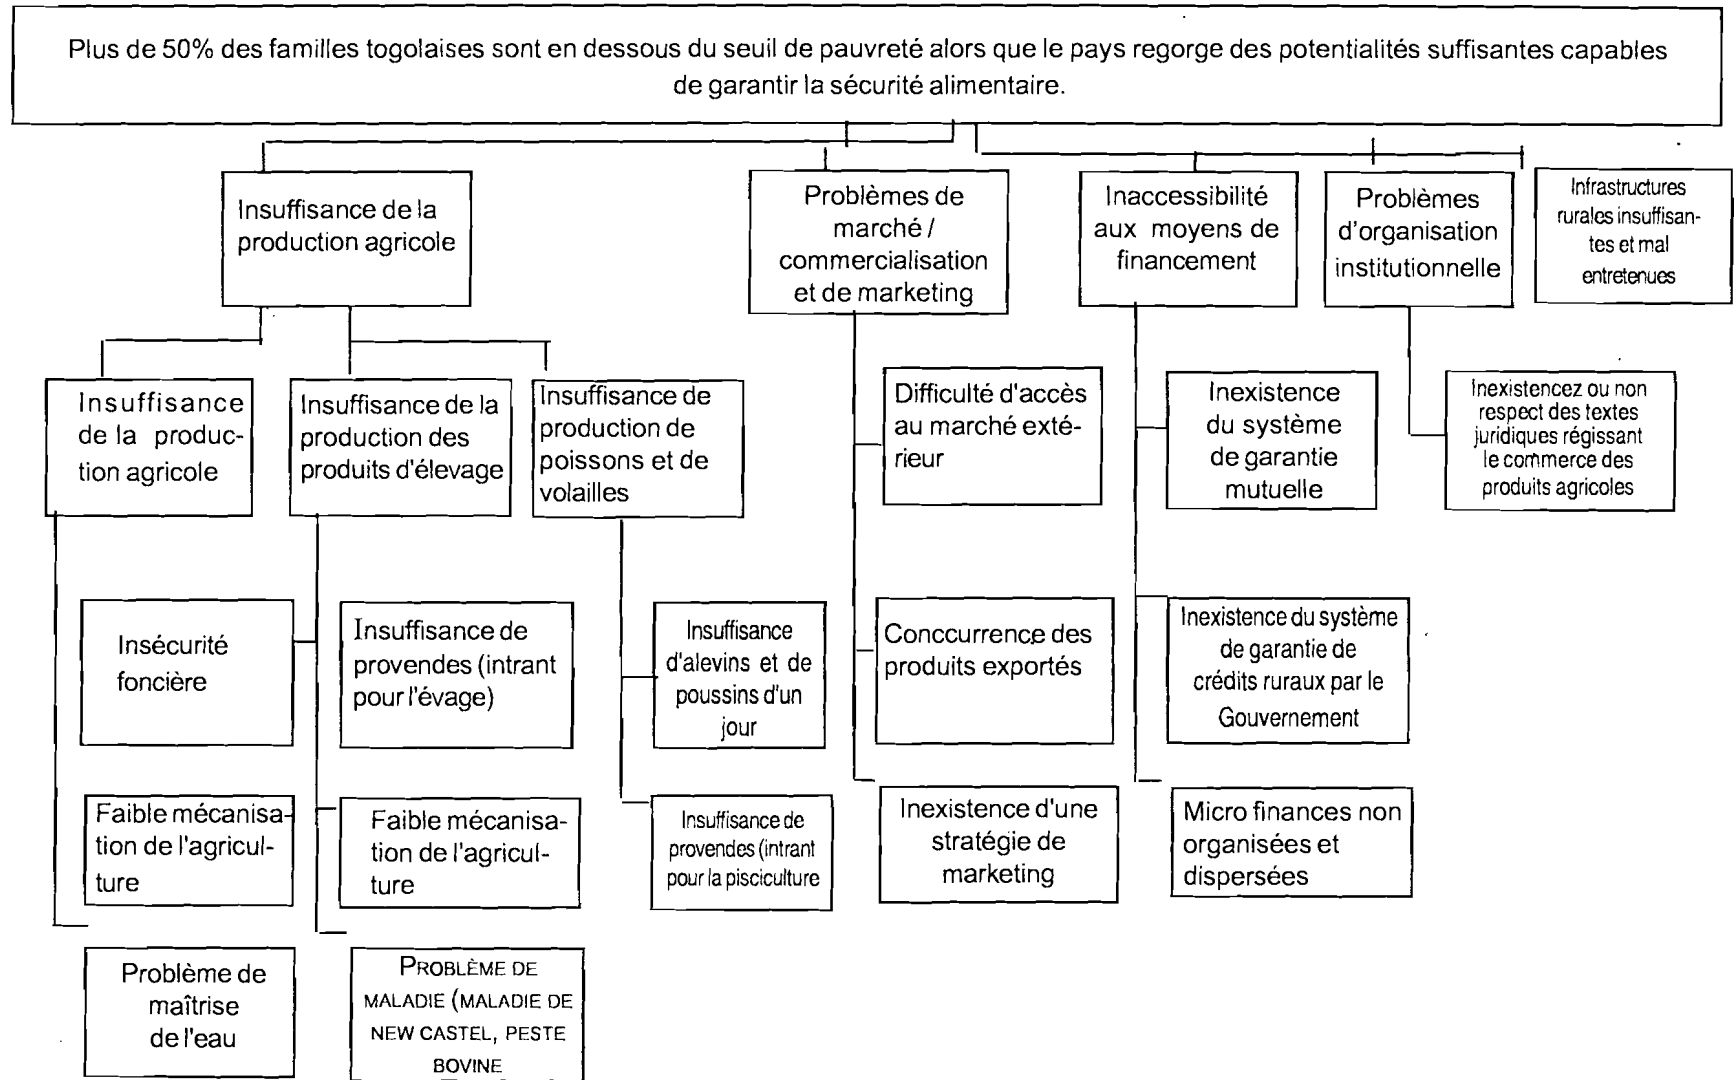 Plus de 50% des familles togolaises sont en dessous du seuil de pauvreté alors que le pays regorge des potentialités suffisantes capables
de garantir la sécurité alimentaire.
Insuffisance de la
production agricole
Problèmes de
marché /
commercialisation
et de marketing
Inaccessibilité
aux moyens de
financement
Problèmes
d'organisation
institutionnelle
Infrastructures
rurales insuffisan-
tes et mal
entretenues
Insuffisance
de la produc-
tion agricole
Insuffisance de la
production des
produits d'élevage
Insuffisance de
production de
poissons et de
volailles
Difficulté d'accès
au marché exté-
rieur
Inexistence
du système
de garantie
mutuelle
Inexistencez ou non
respect des textes
juridiques régissant
le commerce des
produits agricoles
Insécurité
foncière
Insuffisance de
provendes (intrant
pour l'évage)
Insuffisance
d'alevins et de
poussins d'un
jour
Conccurrence des
produits exportés
Inexistence du système
de garantie de
crédits ruraux par le
Gouvernement
Faible mécanisa-
tion de l'agricul-
ture
Faible mécanisa-
tion de l'agricul-
ture
Insuffisance de
provendes (intrant
pour la pisciculture
Inexistence d'une
stratégie de
marketing
Micro finances non
organisées et
dispersées
Problème de
maîtrise
de l'eau
PROBLÈME DE
MALADIE (MALADIE DE
NEW CASTEL, PESTE
BOVINE